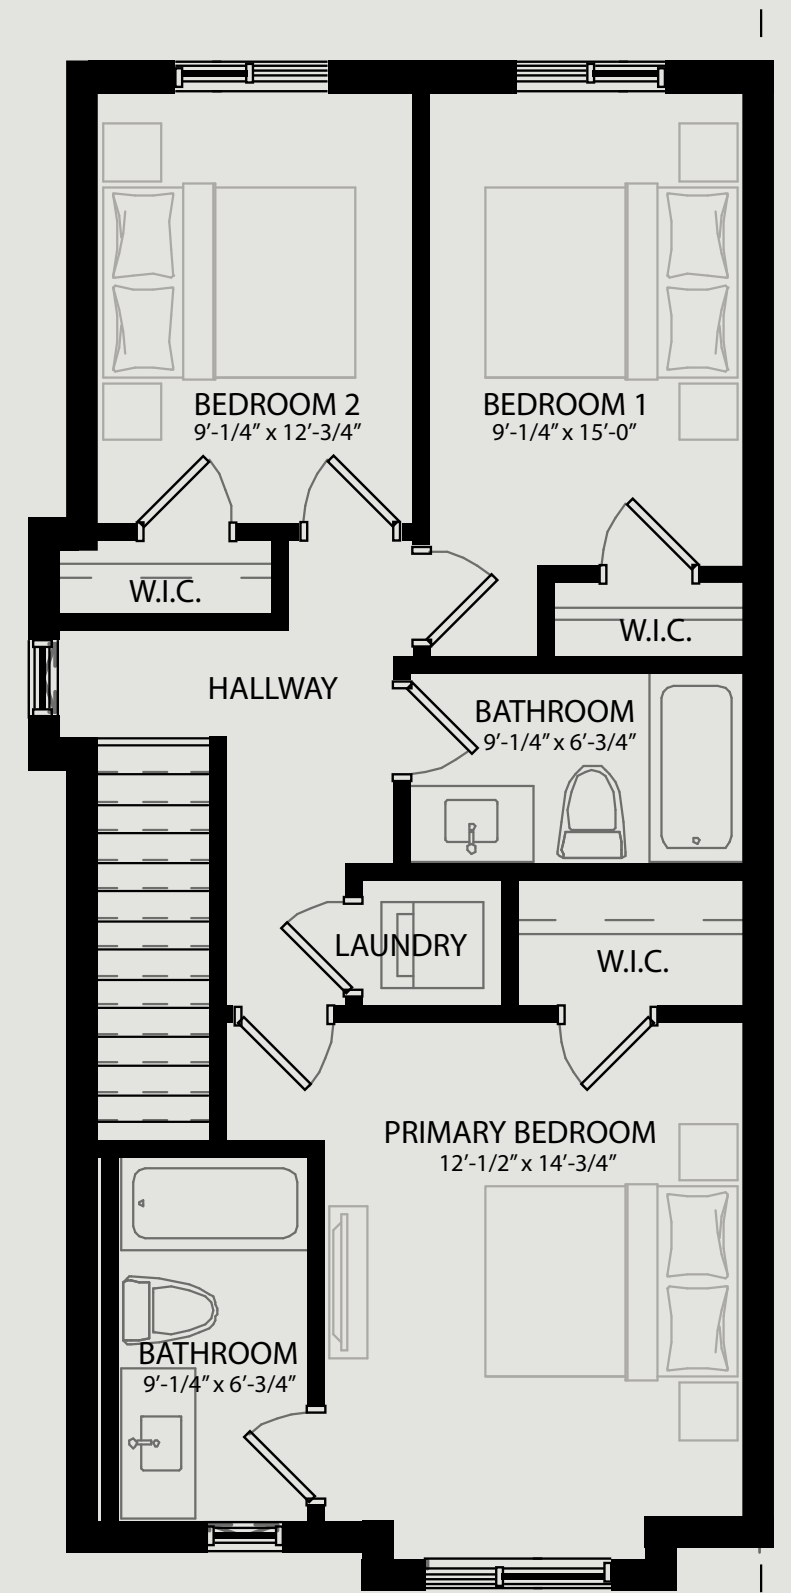 BEDROOM 2
9'-1/4" x 12'-3/4"
BEDROOM 1
9'-1/4" x 15'-0"
W.I.C.
W.I.C.
HALLWAY
BATHROOM
9'-1/4" x 6'-3/4"
LAUNDRY
W.I.C.
PRIMARY BEDROOM
12'-1/2" x 14'-3/4"
BATHROOM
9'-1/4" x 6'-3/4"